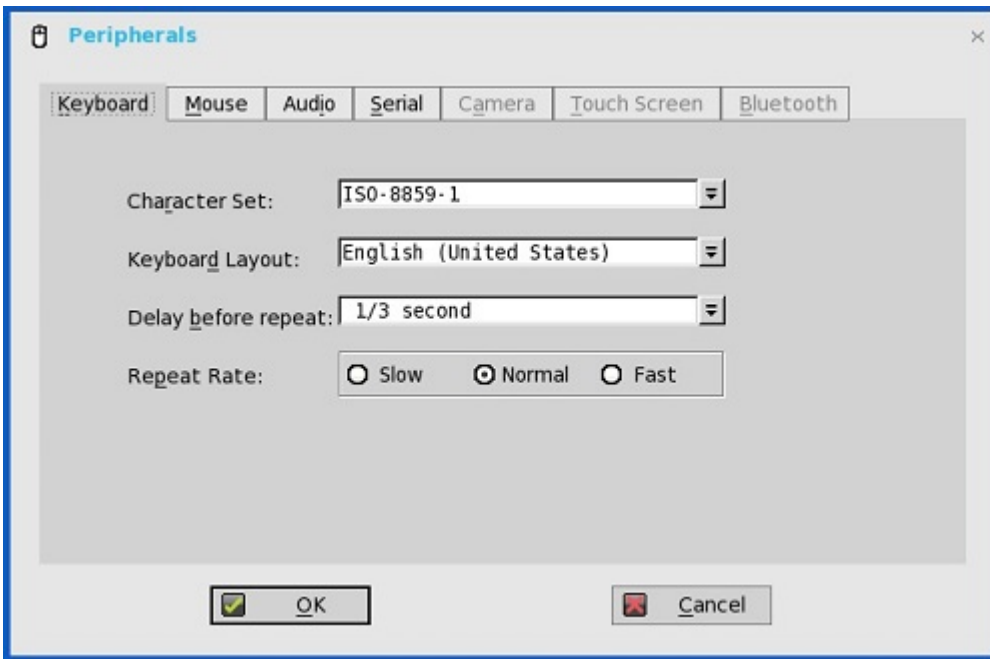 Peripherals
Keyboard Mouse Audio Serial Camera Touch Screen Bluetooth
Character Set: ISO-8859-1
Keyboard Layout: English (United States)
Delay before repeat: 1/3 second
Repeat Rate: Slow Normal Fast
OK Cancel